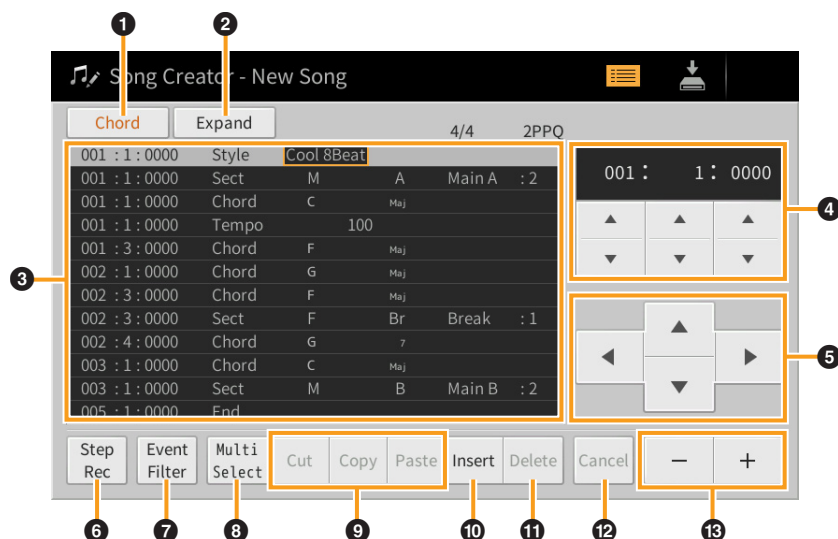 1 2
Song Creator - New Song
Chord Expand 4/4 2PPQ
001 : 1 : 0000 Style Cool 8Beat
001 : 1 : 0000 Sect M A Main A : 2
001 : 1 : 0000 Chord C Maj
001 : 1 : 0000 Tempo 100
001 : 3 : 0000 Chord F Maj
002 : 1 : 0000 Chord G Maj
002 : 3 : 0000 Chord F Maj
002 : 3 : 0000 Sect F Br Break : 1
002 : 4 : 0000 Chord G 7
003 : 1 : 0000 Chord C Maj
003 : 1 : 0000 Sect M B Main B : 2
005 : 1 : 0000 End
3
001 : 1 : 0000
4
5
Step Rec
Event Filter
Multi Select
Cut Copy Paste Insert Delete Cancel − +
6 7 8 9 10 11 12 13